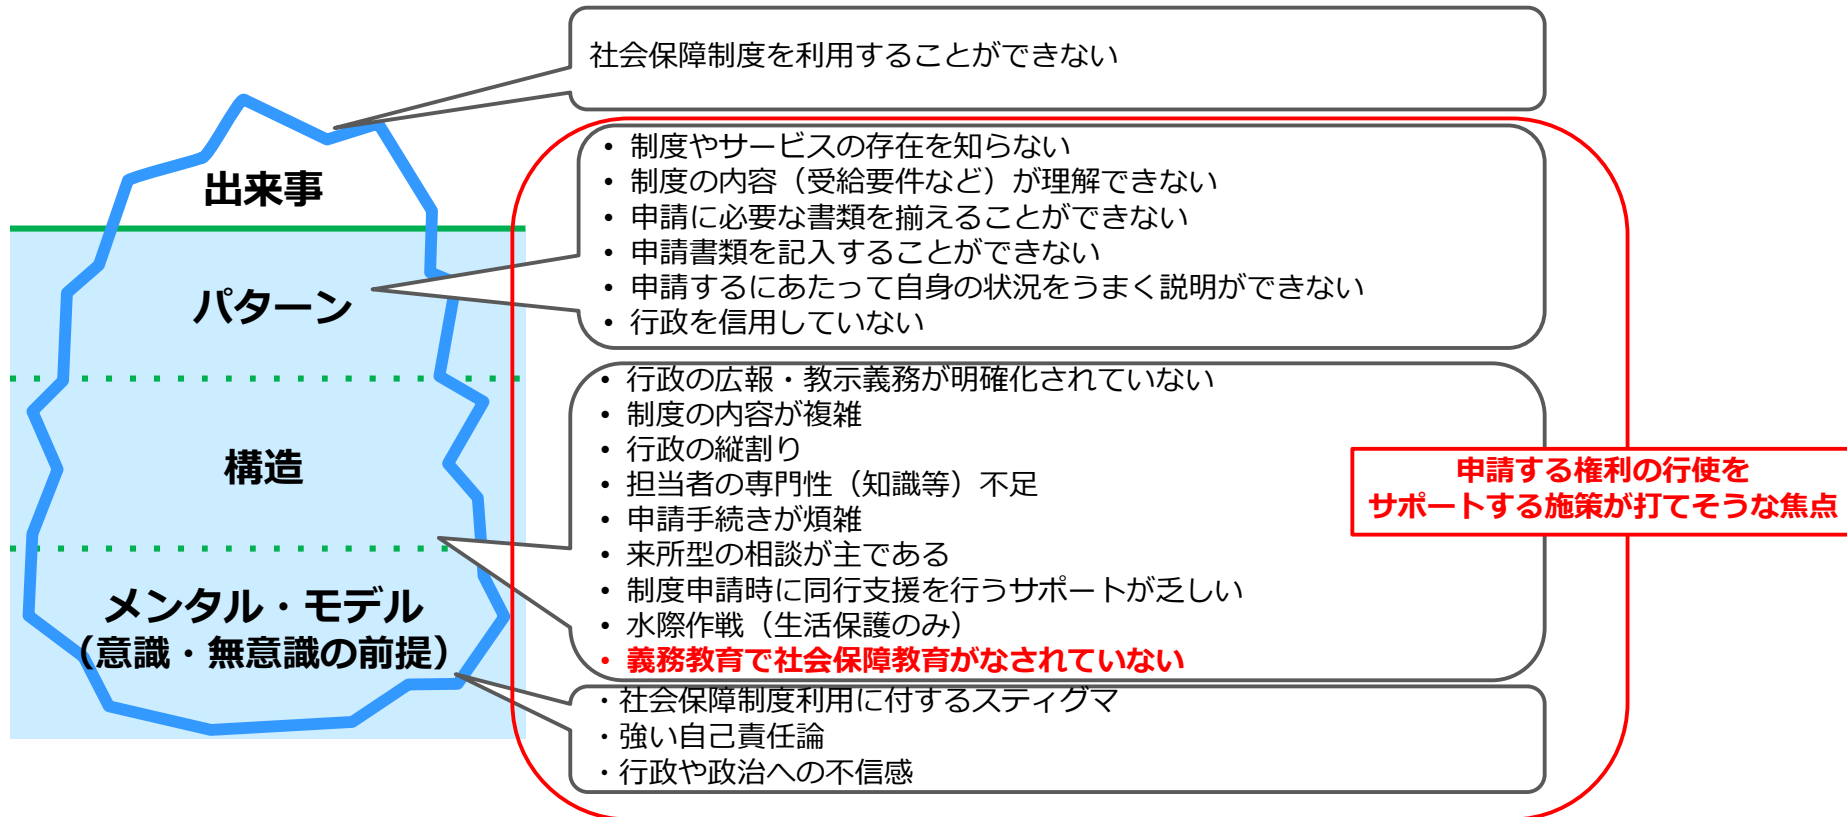 社会保障制度を利用することができない
出来事
• 制度やサービスの存在を知らない
• 制度の内容（受給要件など）が理解できない
• 申請に必要な書類を揃えることができない
• 申請書類を記入することができない
• 申請するにあたって自身の状況をうまく説明ができない
• 行政を信用していない
パターン
• 行政の広報・教示義務が明確化されていない
• 制度の内容が複雑
• 行政の縦割り
• 担当者の専門性（知識等）不足
• 申請手続きが煩雑
• 来所型の相談が主である
• 制度申請時に同行支援を行うサポートが乏しい
• 水際作戦（生活保護のみ）
• 義務教育で社会保障教育がなされていない
構造
申請する権利の行使を
サポートする施策が打てそうな焦点
メンタル・モデル
（意識・無意識の前提）
・社会保障制度利用に付するスティグマ
・強い自己責任論
・行政や政治への不信感